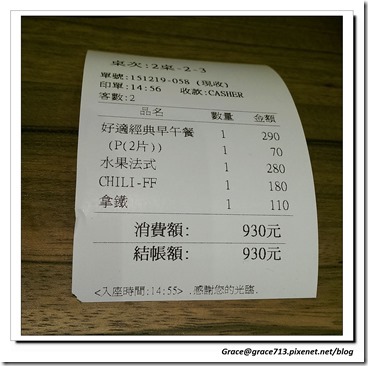 桌次:2桌-2-3
單號:151219-058 (現收)
印單:14:56 收款:CASHER
客數:2
品名 數量 金額
好適經典早午餐 1 290
(P(2片)) 1 70
水果法式 1 280
CHILI-FF 1 180
拿鐵 1 110
消費額: 930元
結帳額: 930元
<入座時間:14:55> .感謝您的光臨.
Grace@grace713.pixenet.net/blog